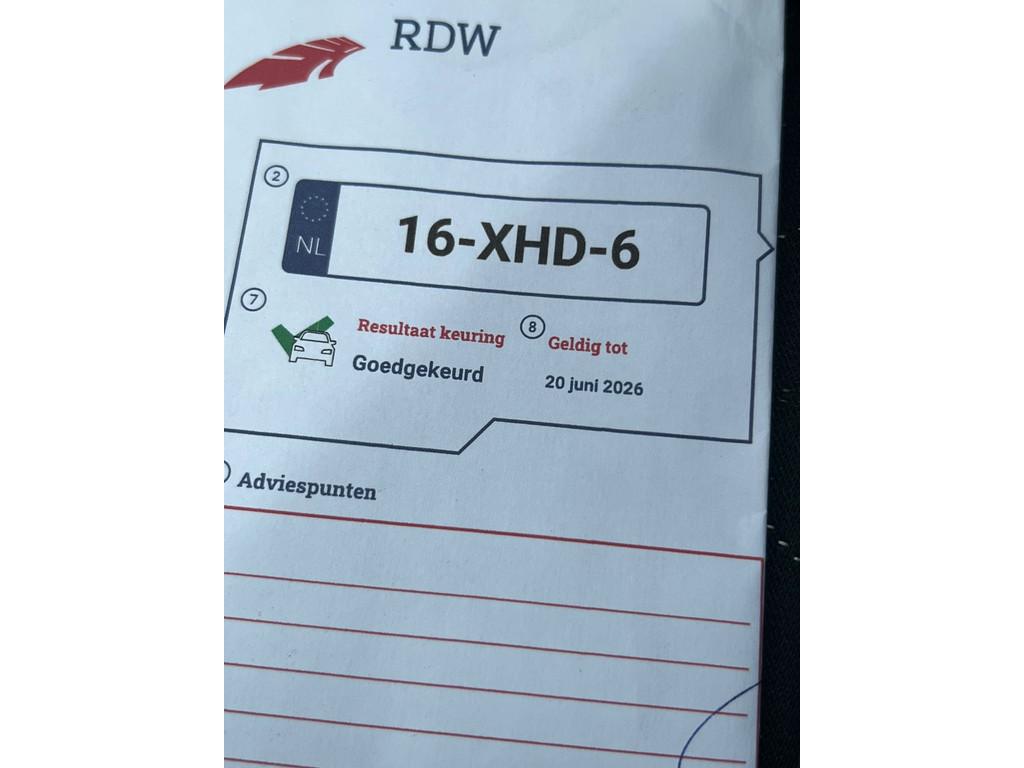 RDW
2
NL 16-XHD-6
7 Resultaat keuring 8 Geldig tot
Goedgekeurd 20 juni 2026
Adviespunten